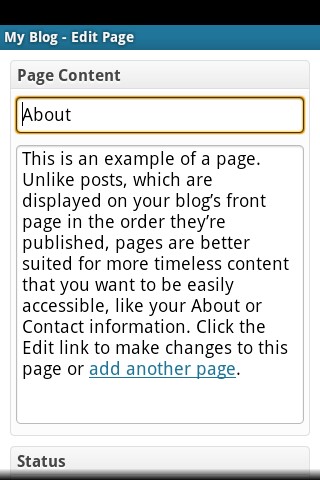 My Blog - Edit Page
Page Content
About
This is an example of a page.
Unlike posts, which are
displayed on your blog’s front
page in the order they’re
published, pages are better
suited for more timeless content
that you want to be easily
accessible, like your About or
Contact information. Click the
Edit link to make changes to this
page or add another page.
Status